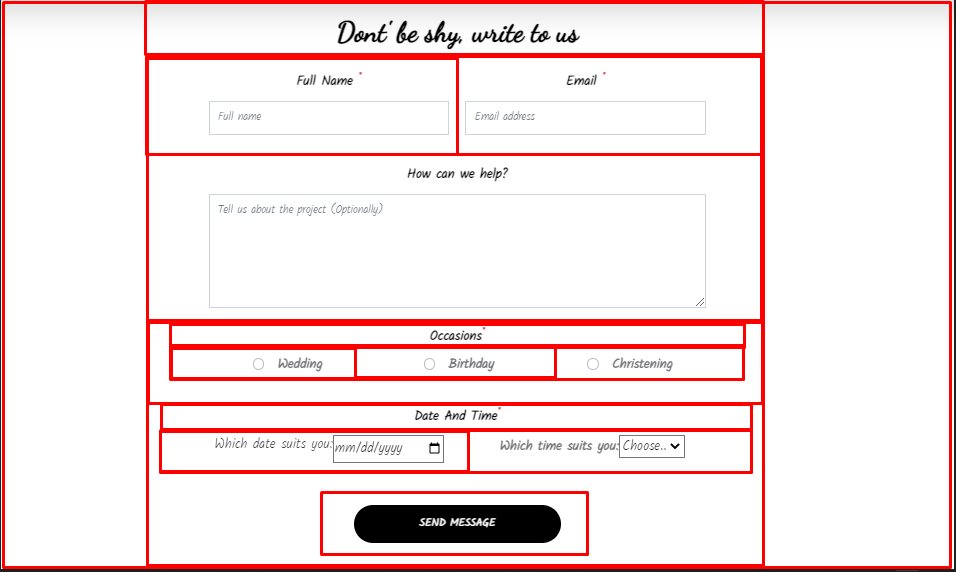 Dont' be shy, write to us
Full Name *
Email *
Full name
Email address
How can we help?
Tell us about the project (Optionally)
Occasions*
Wedding
Birthday
Christening
Date And Time*
Which date suits you: mm/dd/yyyy
Which time suits you: Choose..
SEND MESSAGE